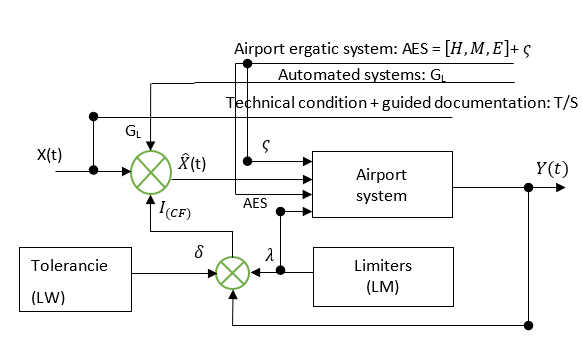 Airport ergatic system: AES = [H, M, E]+ ς
Automated systems: GL
Technical condition + guided documentation: T/S
GL
X(t)
X̂(t)
ς
Y(t)
Airport
system
AES
I(CF)
δ
λ
Tolerancie
(LW)
Limiters
(LM)